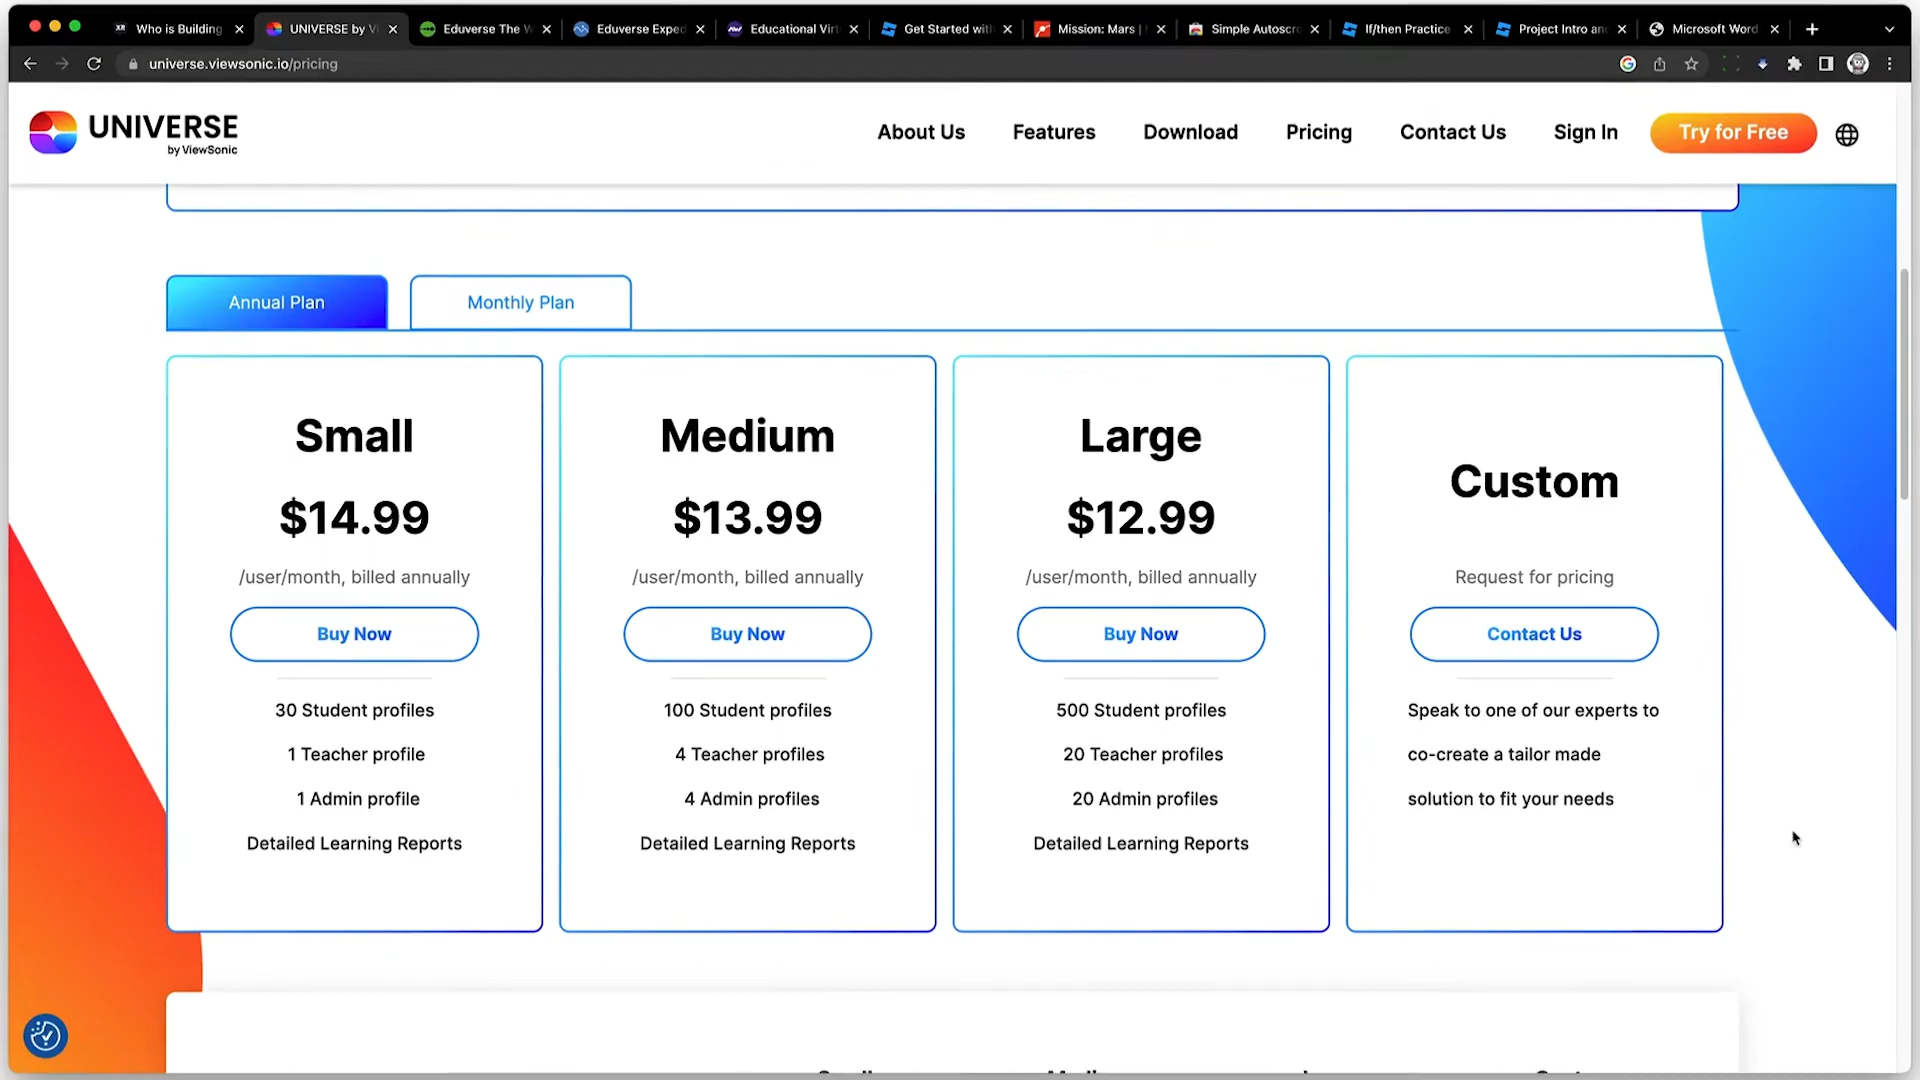 Who is Building
UNIVERSE by Vi
Eduverse The W
Eduverse Exped
Educational Virt
Get Started with
Mission: Mars |
Simple Autoscro
If/then Practice
Project Intro and
Microsoft Word
universe.viewsonic.io/pricing
UNIVERSE
by ViewSonic
About Us
Features
Download
Pricing
Contact Us
Sign In
Try for Free
Annual Plan
Monthly Plan
Small
$14.99
/user/month, billed annually
Buy Now
30 Student profiles
1 Teacher profile
1 Admin profile
Detailed Learning Reports
Medium
$13.99
/user/month, billed annually
Buy Now
100 Student profiles
4 Teacher profiles
4 Admin profiles
Detailed Learning Reports
Large
$12.99
/user/month, billed annually
Buy Now
500 Student profiles
20 Teacher profiles
20 Admin profiles
Detailed Learning Reports
Custom
Request for pricing
Contact Us
Speak to one of our experts to
co-create a tailor made
solution to fit your needs